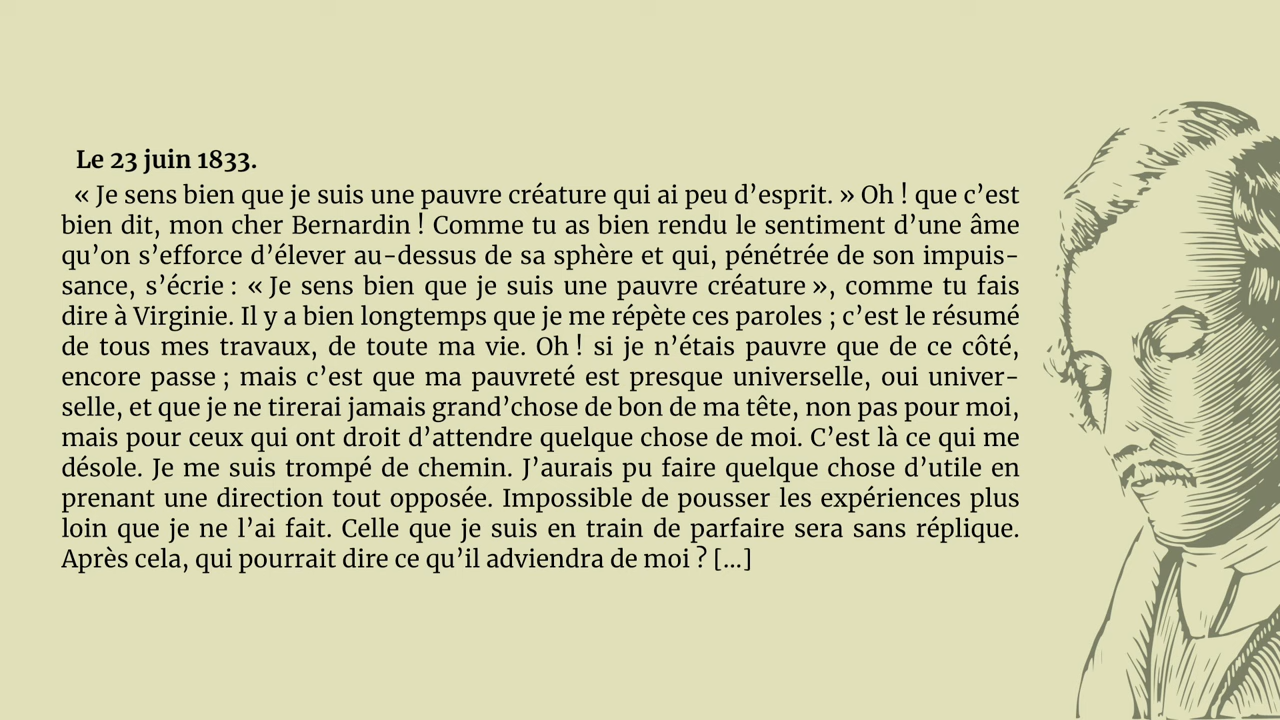 Le 23 juin 1833.
« Je sens bien que je suis une pauvre créature qui ai peu d’esprit. » Oh ! que c’est
bien dit, mon cher Bernardin ! Comme tu as bien rendu le sentiment d’une âme
qu’on s’efforce d’élever au-dessus de sa sphère et qui, pénétrée de son impuis-
sance, s’écrie : « Je sens bien que je suis une pauvre créature », comme tu fais
dire à Virginie. Il y a bien longtemps que je me répète ces paroles ; c’est le résumé
de tous mes travaux, de toute ma vie. Oh ! si je n’étais pauvre que de ce côté,
encore passe ; mais c’est que ma pauvreté est presque universelle, oui univer-
selle, et que je ne tirerai jamais grand’chose de bon de ma tête, non pas pour moi,
mais pour ceux qui ont droit d’attendre quelque chose de moi. C’est là ce qui me
désole. Je me suis trompé de chemin. J’aurais pu faire quelque chose d’utile en
prenant une direction tout opposée. Impossible de pousser les expériences plus
loin que je ne l’ai fait. Celle que je suis en train de parfaire sera sans réplique.
Après cela, qui pourrait dire ce qu’il adviendra de moi ? [...]